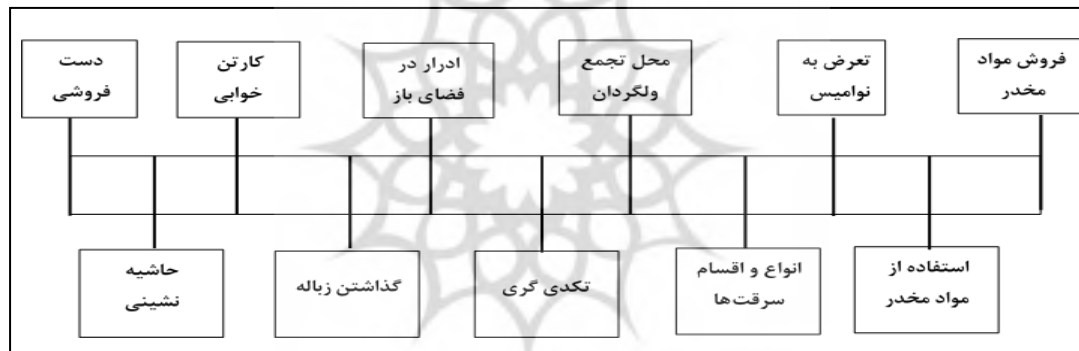 فروش مواد
مخدر
تعرض به
نوامیس
محل تجمع
ولگردان
ادرار در
فضای باز
کارتن
خوابی
دست
فروشی
استفاده از
مواد مخدر
انواع و اقسام
سرقت‌ها
تکدی گری
گذاشتن زباله
حاشیه
نشینی